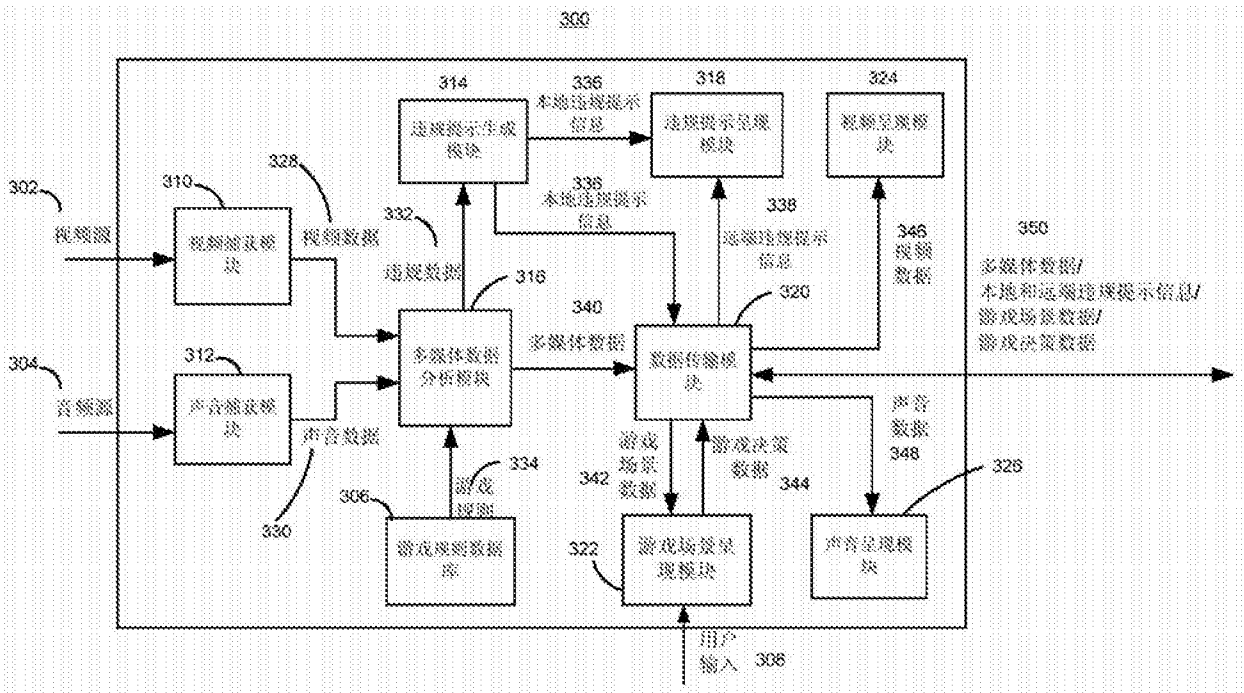 300
314
违规提示生成
模块
336
本地违规提示
信息
318
违规提示呈现
模块
324
视频呈现模
块
302
视频源
310
视频捕获模
块
328
视频数据
332
违规数据
336
本地违规提示
信息
338
远端违规提示
信息
346
视频
数据
350
多媒体数据/
本地和远端违规提示信息/
游戏场景数据/
游戏决策数据
316
多媒体数据
分析模块
340
多媒体数据
320
数据传输模
块
304
音频源
312
声音捕获模
块
声音数据
330
334
游戏
规则
306
游戏规则数据
库
342
游戏
场景
数据
游戏决策
数据
344
声音
数据
348
326
声音呈现模
块
322
游戏场景呈
现模块
用户
输入
308